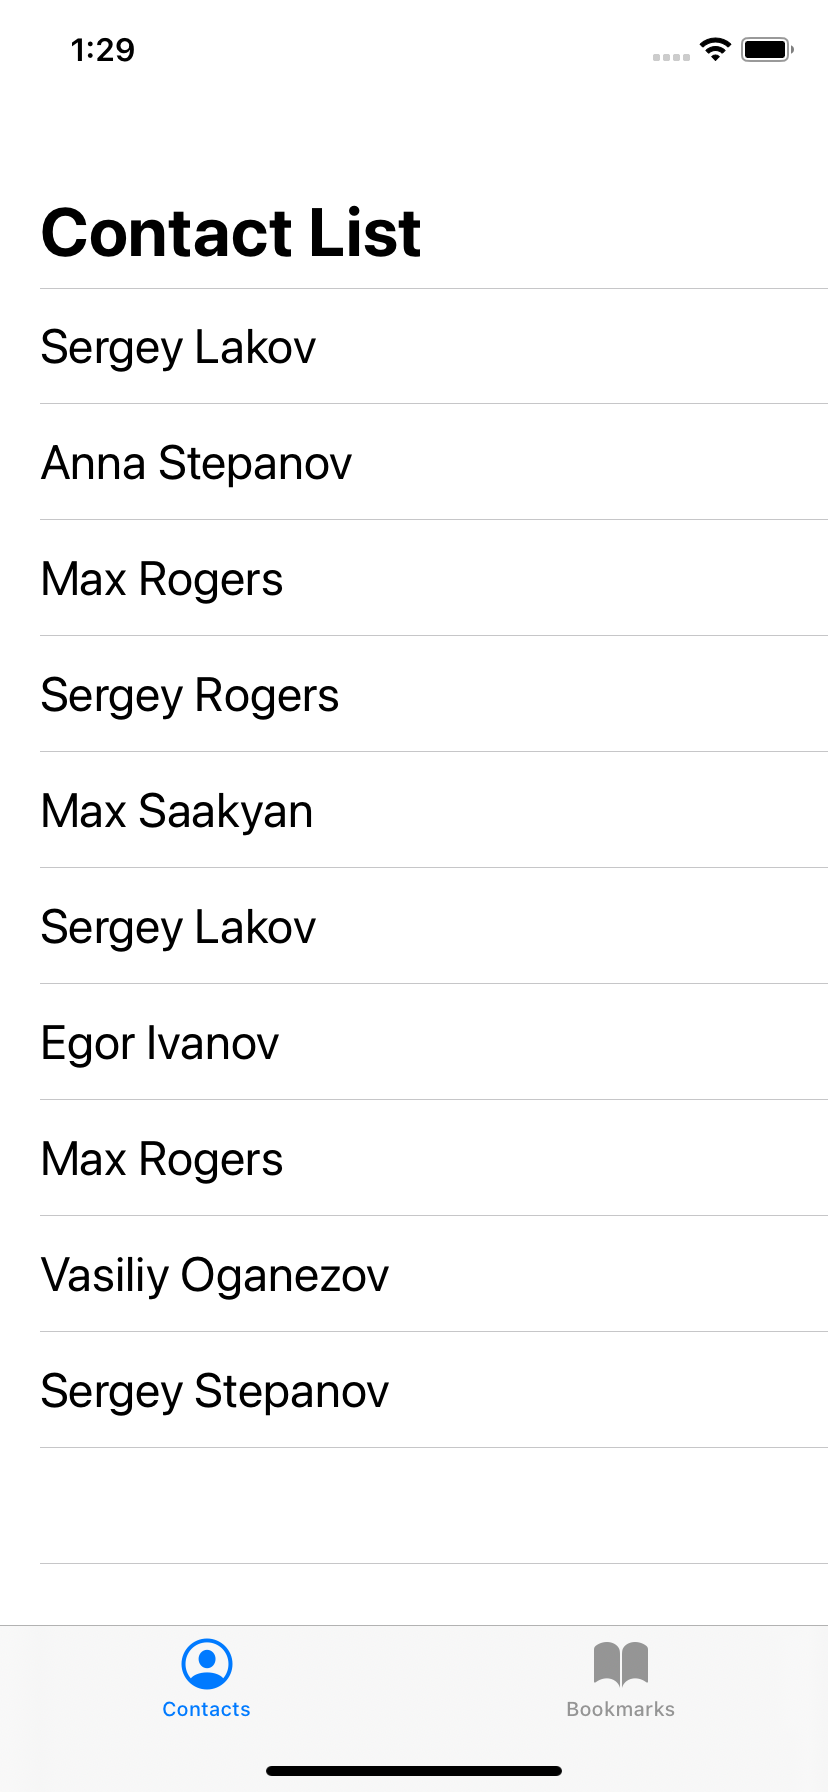 1:29
Contact List
Sergey Lakov
Anna Stepanov
Max Rogers
Sergey Rogers
Max Saakyan
Sergey Lakov
Egor Ivanov
Max Rogers
Vasiliy Oganezov
Sergey Stepanov
Contacts Bookmarks